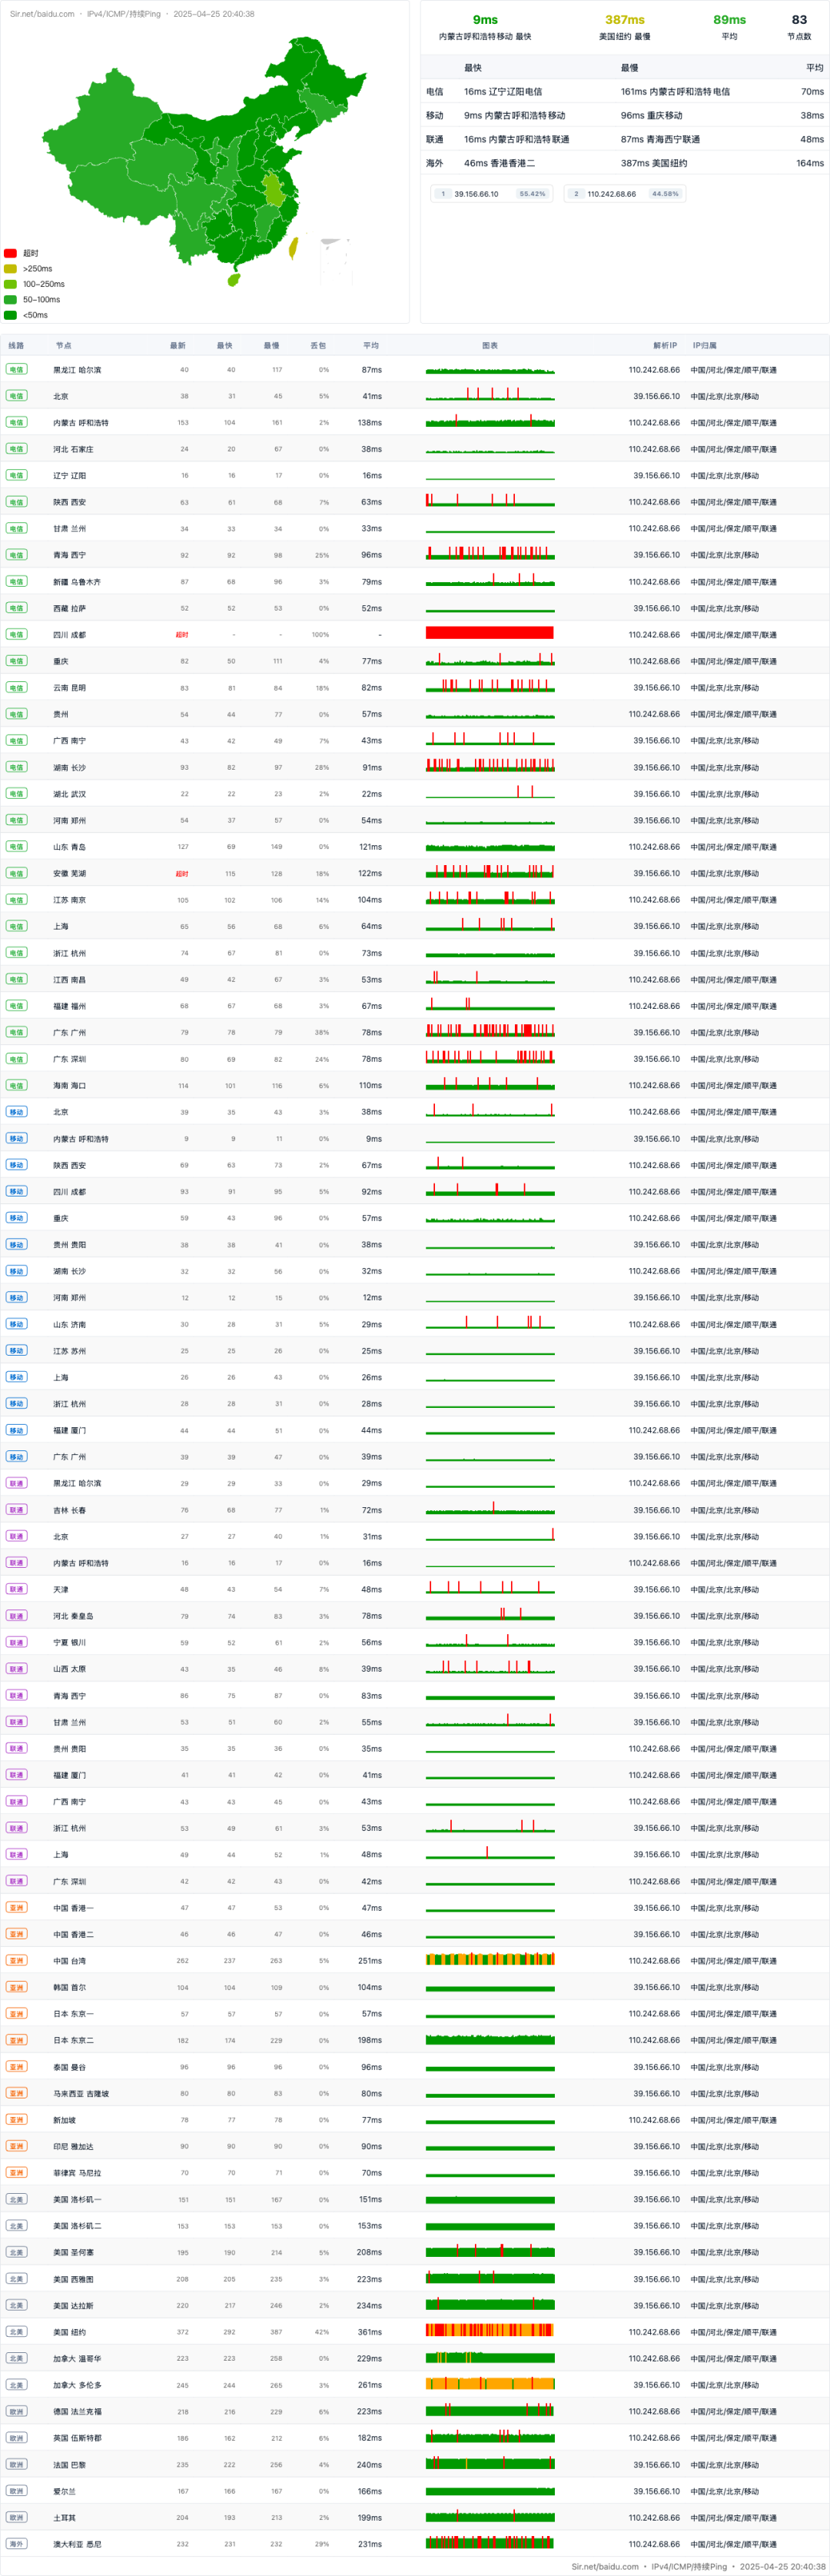 Sir.net/baidu.com · IPv4/ICMP/持续Ping · 2025-04-25 20:40:38
超时
>250ms
100-250ms
50-100ms
<50ms
9ms 387ms 89ms 83
内蒙古呼和浩特移动 最快 美国纽约 最慢 平均 节点数
最快 最慢 平均
电信 16ms 辽宁辽阳电信 161ms 内蒙古呼和浩特电信 70ms
移动 9ms 内蒙古呼和浩特移动 96ms 重庆移动 38ms
联通 16ms 内蒙古呼和浩特联通 87ms 青海西宁联通 48ms
海外 46ms 香港香港二 387ms 美国纽约 164ms
1 39.156.66.10 55.42% 2 110.242.68.66 44.58%
线路 节点 最新 最快 最慢 丢包 平均 图表 解析IP IP归属
电信 黑龙江 哈尔滨 40 40 117 0% 87ms 110.242.68.66 中国/河北/保定/顺平/联通
电信 北京 38 31 45 5% 41ms 39.156.66.10 中国/北京/北京/移动
电信 内蒙古 呼和浩特 153 104 161 2% 138ms 110.242.68.66 中国/河北/保定/顺平/联通
电信 河北 石家庄 24 20 67 0% 38ms 110.242.68.66 中国/河北/保定/顺平/联通
电信 辽宁 辽阳 16 16 17 0% 16ms 39.156.66.10 中国/北京/北京/移动
电信 陕西 西安 63 61 68 7% 63ms 110.242.68.66 中国/河北/保定/顺平/联通
电信 甘肃 兰州 34 33 34 0% 33ms 110.242.68.66 中国/河北/保定/顺平/联通
电信 青海 西宁 92 92 98 25% 96ms 39.156.66.10 中国/北京/北京/移动
电信 新疆 乌鲁木齐 87 68 96 3% 79ms 110.242.68.66 中国/河北/保定/顺平/联通
电信 西藏 拉萨 52 52 53 0% 52ms 39.156.66.10 中国/北京/北京/移动
电信 四川 成都 超时 - - 100% - 110.242.68.66 中国/河北/保定/顺平/联通
电信 重庆 82 50 111 4% 77ms 110.242.68.66 中国/河北/保定/顺平/联通
电信 云南 昆明 83 81 84 18% 82ms 39.156.66.10 中国/北京/北京/移动
电信 贵州 54 44 77 0% 57ms 110.242.68.66 中国/河北/保定/顺平/联通
电信 广西 南宁 43 42 49 7% 43ms 39.156.66.10 中国/北京/北京/移动
电信 湖南 长沙 93 82 97 28% 91ms 39.156.66.10 中国/北京/北京/移动
电信 湖北 武汉 22 22 23 2% 22ms 39.156.66.10 中国/北京/北京/移动
电信 河南 郑州 54 37 57 0% 54ms 39.156.66.10 中国/北京/北京/移动
电信 山东 青岛 127 69 149 0% 121ms 110.242.68.66 中国/河北/保定/顺平/联通
电信 安徽 芜湖 超时 115 128 18% 122ms 39.156.66.10 中国/北京/北京/移动
电信 江苏 南京 105 102 106 14% 104ms 110.242.68.66 中国/河北/保定/顺平/联通
电信 上海 65 56 68 6% 64ms 39.156.66.10 中国/北京/北京/移动
电信 浙江 杭州 74 67 81 0% 73ms 39.156.66.10 中国/北京/北京/移动
电信 江西 南昌 49 42 67 3% 53ms 110.242.68.66 中国/河北/保定/顺平/联通
电信 福建 福州 68 67 68 3% 67ms 110.242.68.66 中国/河北/保定/顺平/联通
电信 广东 广州 79 78 79 38% 78ms 39.156.66.10 中国/北京/北京/移动
电信 广东 深圳 80 69 82 24% 78ms 39.156.66.10 中国/北京/北京/移动
电信 海南 海口 114 101 116 6% 110ms 110.242.68.66 中国/河北/保定/顺平/联通
移动 北京 39 35 43 3% 38ms 110.242.68.66 中国/河北/保定/顺平/联通
移动 内蒙古 呼和浩特 9 9 11 0% 9ms 39.156.66.10 中国/北京/北京/移动
移动 陕西 西安 69 63 73 2% 67ms 110.242.68.66 中国/河北/保定/顺平/联通
移动 四川 成都 93 91 95 5% 92ms 110.242.68.66 中国/河北/保定/顺平/联通
移动 重庆 59 43 96 0% 57ms 110.242.68.66 中国/河北/保定/顺平/联通
移动 贵州 贵阳 38 38 41 0% 38ms 39.156.66.10 中国/北京/北京/移动
移动 湖南 长沙 32 32 56 0% 32ms 110.242.68.66 中国/河北/保定/顺平/联通
移动 河南 郑州 12 12 15 0% 12ms 39.156.66.10 中国/北京/北京/移动
移动 山东 济南 30 28 31 5% 29ms 110.242.68.66 中国/河北/保定/顺平/联通
移动 江苏 苏州 25 25 26 0% 25ms 39.156.66.10 中国/北京/北京/移动
移动 上海 26 26 43 0% 26ms 39.156.66.10 中国/北京/北京/移动
移动 浙江 杭州 28 28 31 0% 28ms 39.156.66.10 中国/北京/北京/移动
移动 福建 厦门 44 44 51 0% 44ms 110.242.68.66 中国/河北/保定/顺平/联通
移动 广东 广州 39 39 47 0% 39ms 39.156.66.10 中国/北京/北京/移动
联通 黑龙江 哈尔滨 29 29 33 0% 29ms 110.242.68.66 中国/河北/保定/顺平/联通
联通 吉林 长春 76 68 77 1% 72ms 39.156.66.10 中国/北京/北京/移动
联通 北京 27 27 40 1% 31ms 39.156.66.10 中国/北京/北京/移动
联通 内蒙古 呼和浩特 16 16 17 0% 16ms 110.242.68.66 中国/河北/保定/顺平/联通
联通 天津 48 43 54 7% 48ms 39.156.66.10 中国/北京/北京/移动
联通 河北 秦皇岛 79 74 83 3% 78ms 39.156.66.10 中国/北京/北京/移动
联通 宁夏 银川 59 52 61 2% 56ms 39.156.66.10 中国/北京/北京/移动
联通 山西 太原 43 35 46 8% 39ms 39.156.66.10 中国/北京/北京/移动
联通 青海 西宁 86 75 87 0% 83ms 39.156.66.10 中国/北京/北京/移动
联通 甘肃 兰州 53 51 60 2% 55ms 39.156.66.10 中国/北京/北京/移动
联通 贵州 贵阳 35 35 36 0% 35ms 110.242.68.66 中国/河北/保定/顺平/联通
联通 福建 厦门 41 41 42 0% 41ms 110.242.68.66 中国/河北/保定/顺平/联通
联通 广西 南宁 43 43 45 0% 43ms 110.242.68.66 中国/河北/保定/顺平/联通
联通 浙江 杭州 53 49 61 3% 53ms 39.156.66.10 中国/北京/北京/移动
联通 上海 49 44 52 1% 48ms 39.156.66.10 中国/北京/北京/移动
联通 广东 深圳 42 42 43 0% 42ms 110.242.68.66 中国/河北/保定/顺平/联通
亚洲 中国 香港一 47 47 53 0% 47ms 39.156.66.10 中国/北京/北京/移动
亚洲 中国 香港二 46 46 47 0% 46ms 39.156.66.10 中国/北京/北京/移动
亚洲 中国 台湾 262 237 263 5% 251ms 110.242.68.66 中国/河北/保定/顺平/联通
亚洲 韩国 首尔 104 104 109 0% 104ms 39.156.66.10 中国/北京/北京/移动
亚洲 日本 东京一 57 57 57 0% 57ms 110.242.68.66 中国/河北/保定/顺平/联通
亚洲 日本 东京二 182 174 229 0% 198ms 110.242.68.66 中国/河北/保定/顺平/联通
亚洲 泰国 曼谷 96 96 96 0% 96ms 39.156.66.10 中国/北京/北京/移动
亚洲 马来西亚 吉隆坡 80 80 83 0% 80ms 39.156.66.10 中国/北京/北京/移动
亚洲 新加坡 78 77 78 0% 77ms 110.242.68.66 中国/河北/保定/顺平/联通
亚洲 印尼 雅加达 90 90 90 0% 90ms 39.156.66.10 中国/北京/北京/移动
亚洲 菲律宾 马尼拉 70 70 71 0% 70ms 39.156.66.10 中国/北京/北京/移动
北美 美国 洛杉矶一 151 151 167 0% 151ms 39.156.66.10 中国/北京/北京/移动
北美 美国 洛杉矶二 153 153 153 0% 153ms 39.156.66.10 中国/北京/北京/移动
北美 美国 圣何塞 195 190 214 5% 208ms 39.156.66.10 中国/北京/北京/移动
北美 美国 西雅图 208 205 235 3% 223ms 39.156.66.10 中国/北京/北京/移动
北美 美国 达拉斯 220 217 246 2% 234ms 39.156.66.10 中国/北京/北京/移动
北美 美国 纽约 372 292 387 42% 361ms 110.242.68.66 中国/河北/保定/顺平/联通
北美 加拿大 温哥华 223 223 258 0% 229ms 110.242.68.66 中国/河北/保定/顺平/联通
北美 加拿大 多伦多 245 244 265 3% 261ms 39.156.66.10 中国/北京/北京/移动
欧洲 德国 法兰克福 218 216 229 6% 223ms 110.242.68.66 中国/河北/保定/顺平/联通
欧洲 英国 伍斯特郡 186 162 212 6% 182ms 110.242.68.66 中国/河北/保定/顺平/联通
欧洲 法国 巴黎 235 222 256 4% 240ms 39.156.66.10 中国/北京/北京/移动
欧洲 爱尔兰 167 166 167 0% 166ms 39.156.66.10 中国/北京/北京/移动
欧洲 土耳其 204 193 213 2% 199ms 110.242.68.66 中国/河北/保定/顺平/联通
海外 澳大利亚 悉尼 232 231 232 29% 231ms 110.242.68.66 中国/河北/保定/顺平/联通
Sir.net/baidu.com · IPv4/ICMP/持续Ping · 2025-04-25 20:40:38